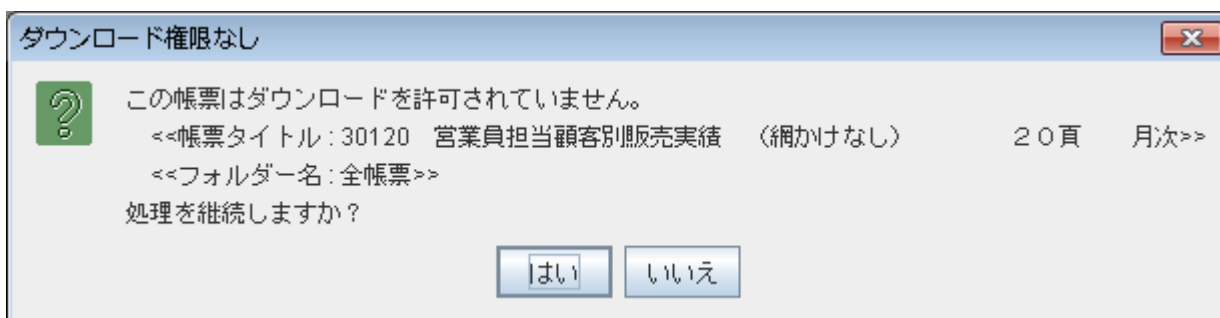 ダウンロード権限なし
この帳票はダウンロードを許可されていません。
<<帳票タイトル：30120　営業員担当顧客別販売実績　（網かけなし）　２０頁　月次>>
<<フォルダー名：全帳票>>
処理を継続しますか？
はい　いいえ